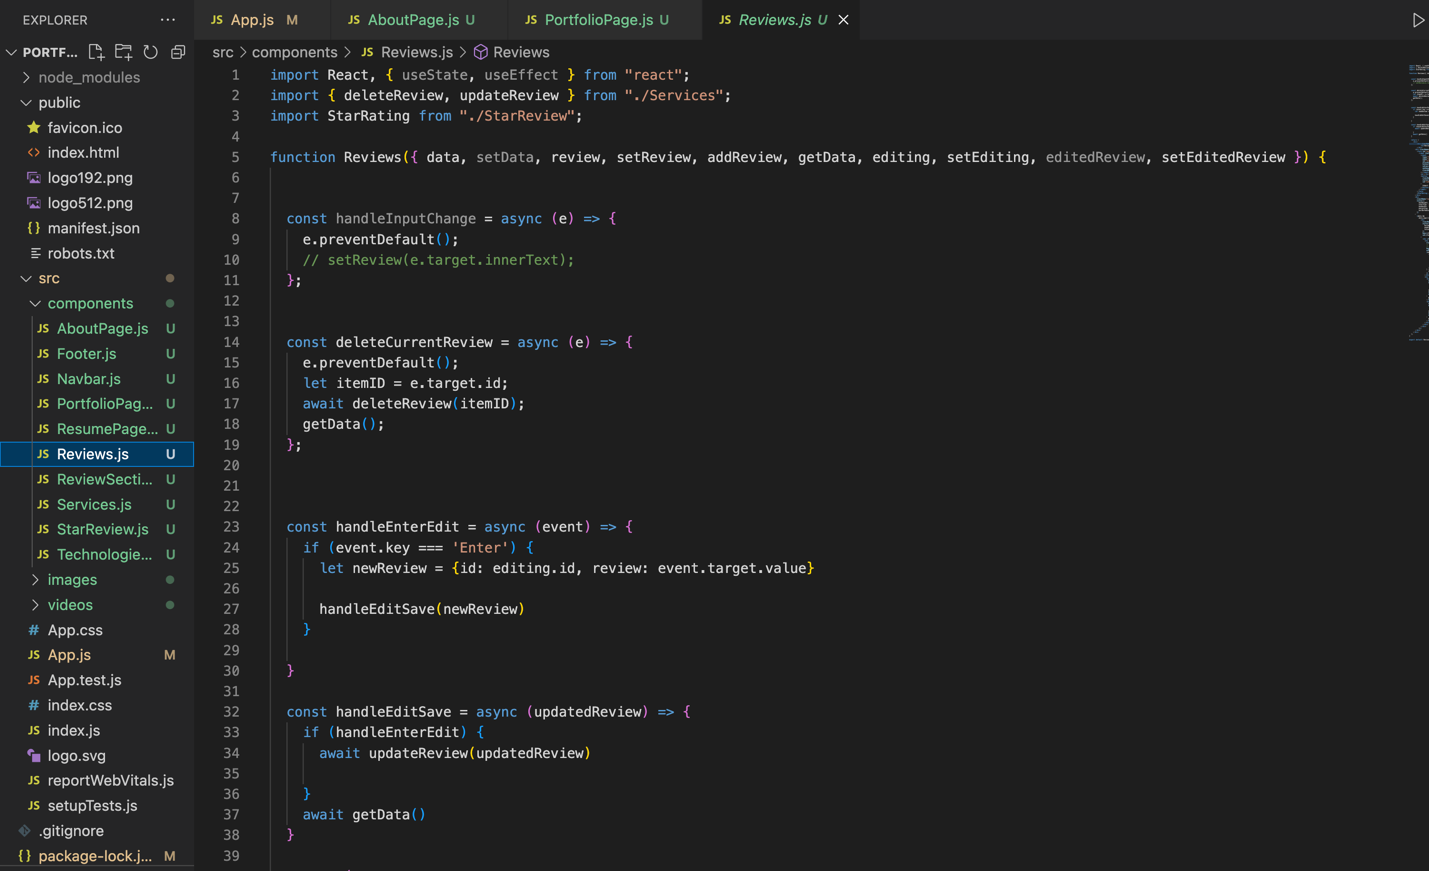 EXPLORER ···
PORTF...
node_modules
public
favicon.ico
index.html
logo192.png
logo512.png
manifest.json
robots.txt
src
components
JS AboutPage.js U
JS Footer.js U
JS Navbar.js U
JS PortfolioPag... U
JS ResumePage... U
JS Reviews.js U
JS ReviewSecti... U
JS Services.js U
JS StarReview.js U
JS Technologie... U
images
videos
# App.css
JS App.js M
JS App.test.js
# index.css
JS index.js
logo.svg
JS reportWebVitals.js
JS setupTests.js
.gitignore
{} package-lock.j... M
JS App.js M JS AboutPage.js U JS PortfolioPage.js U JS Reviews.js U
src > components > JS Reviews.js > Reviews
1 import React, { useState, useEffect } from "react";
2 import { deleteReview, updateReview } from "./Services";
3 import StarRating from "./StarReview";
4
5 function Reviews({ data, setData, review, setReview, addReview, getData, editing, setEditing, editedReview, setEditedReview }) {
6
7
8 const handleInputChange = async (e) => {
9 e.preventDefault();
10 // setReview(e.target.innerText);
11 };
12
13
14 const deleteCurrentReview = async (e) => {
15 e.preventDefault();
16 let itemID = e.target.id;
17 await deleteReview(itemID);
18 getData();
19 };
20
21
22
23 const handleEnterEdit = async (event) => {
24 if (event.key === 'Enter') {
25 let newReview = {id: editing.id, review: event.target.value}
26
27 handleEditSave(newReview)
28 }
29
30 }
31
32 const handleEditSave = async (updatedReview) => {
33 if (handleEnterEdit) {
34 await updateReview(updatedReview)
35
36 }
37 await getData()
38 }
39